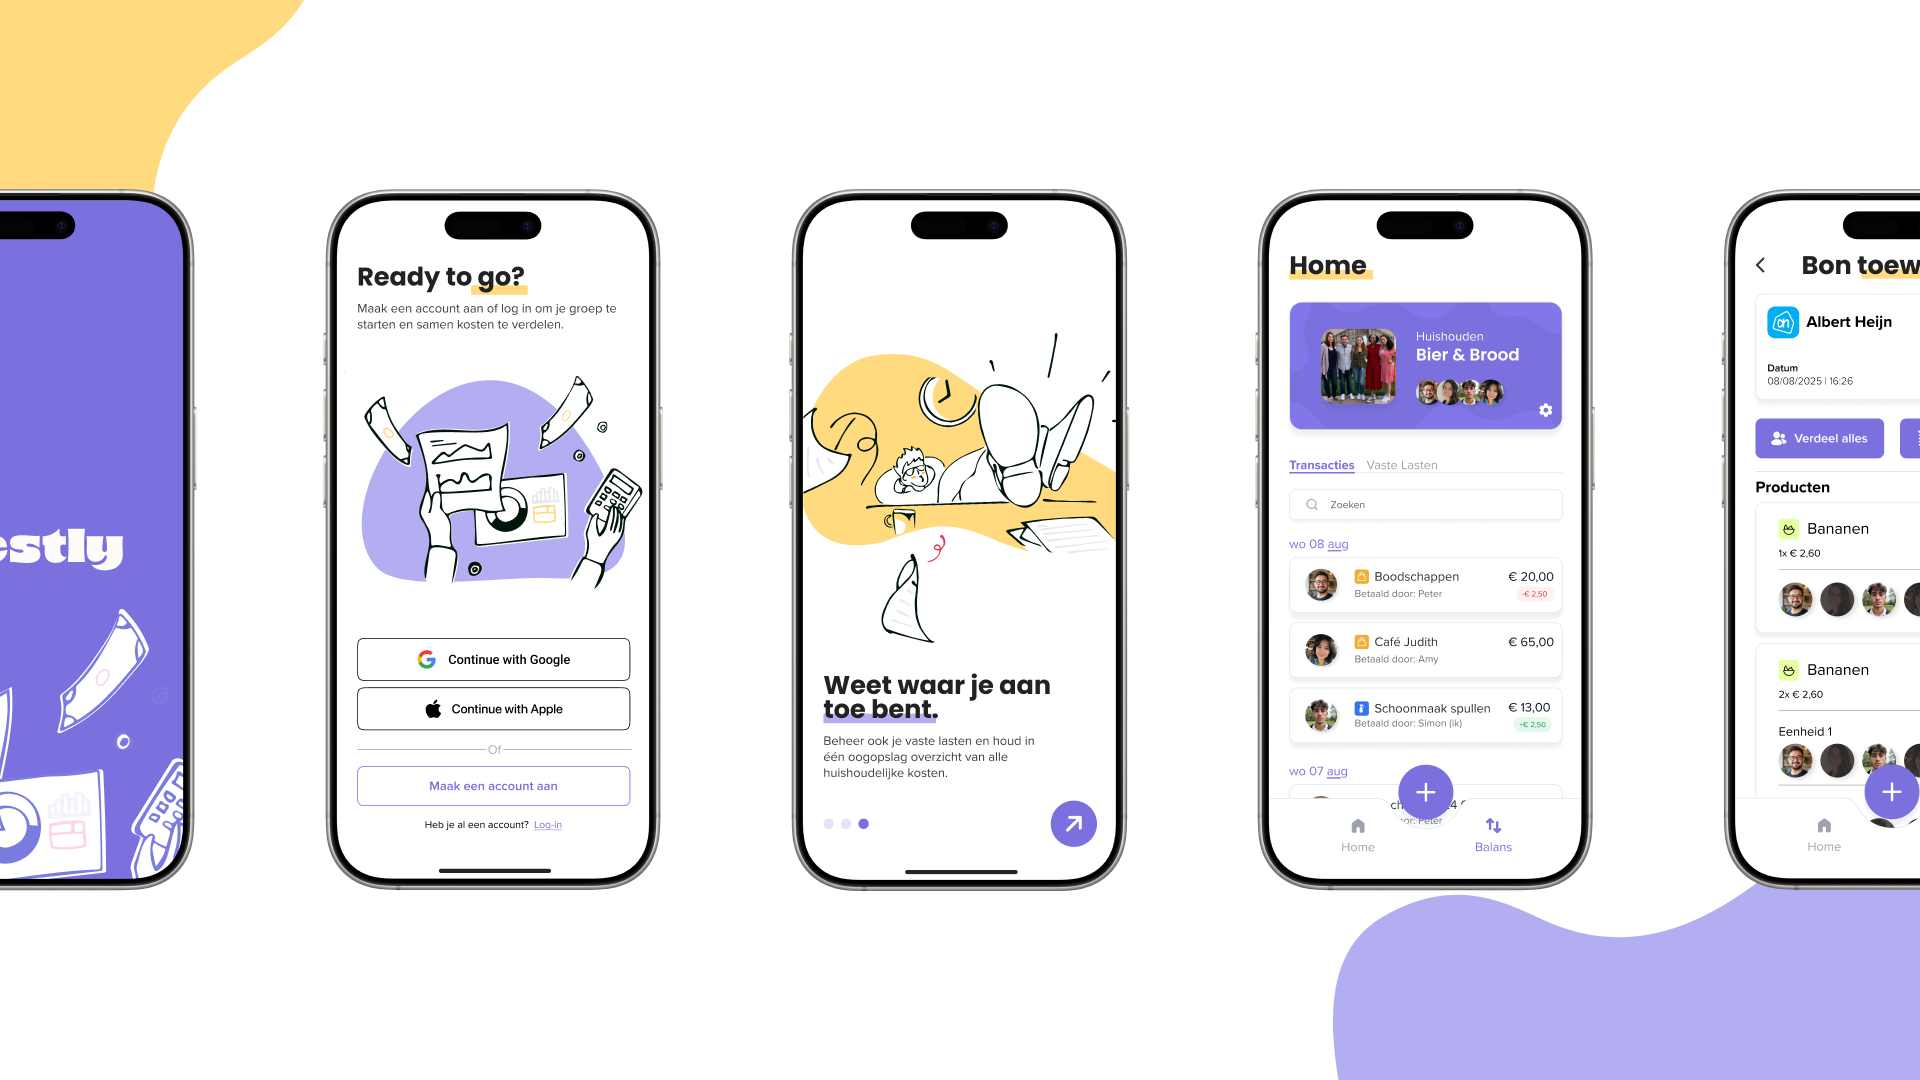 estly
Ready to go?
Maak een account aan of log in om je groep te
starten en samen kosten te verdelen.
Continue with Google
Continue with Apple
Of
Maak een account aan
Heb je al een account? Log-in
Weet waar je aan
toe bent.
Beheer ook je vaste lasten en houd in
één oogopslag overzicht van alle
huishoudelijke kosten.
Home
Huishouden
Bier & Brood
Transacties Vaste Lasten
Zoeken
wo 08 aug
Boodschappen € 20,00
Betaald door: Peter -€ 2,50
Café Judith € 65,00
Betaald door: Amy
Schoonmaak spullen € 13,00
Betaald door: Simon (ik) +€ 2,50
wo 07 aug
Home Balans
Bon toew
Albert Heijn
Datum
08/08/2025 | 16:26
Verdeel alles
Producten
Bananen
1x € 2,60
Bananen
2x € 2,60
Eenheid 1
Home